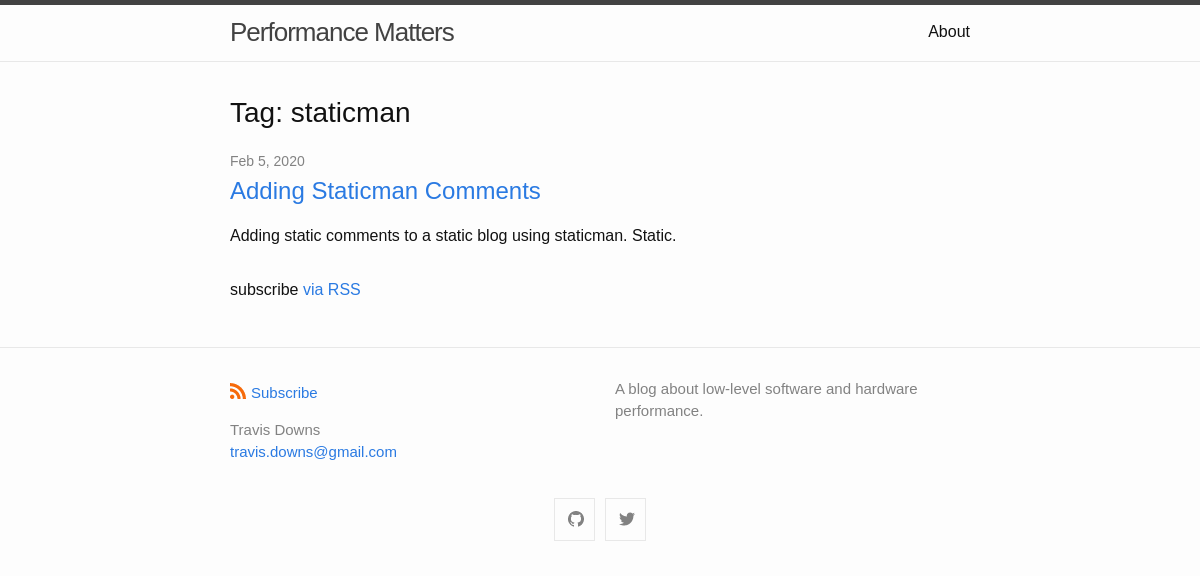 Performance Matters
About
Tag: staticman
Feb 5, 2020
Adding Staticman Comments
Adding static comments to a static blog using staticman. Static.
subscribe via RSS
Subscribe
Travis Downs
travis.downs@gmail.com
A blog about low-level software and hardware
performance.